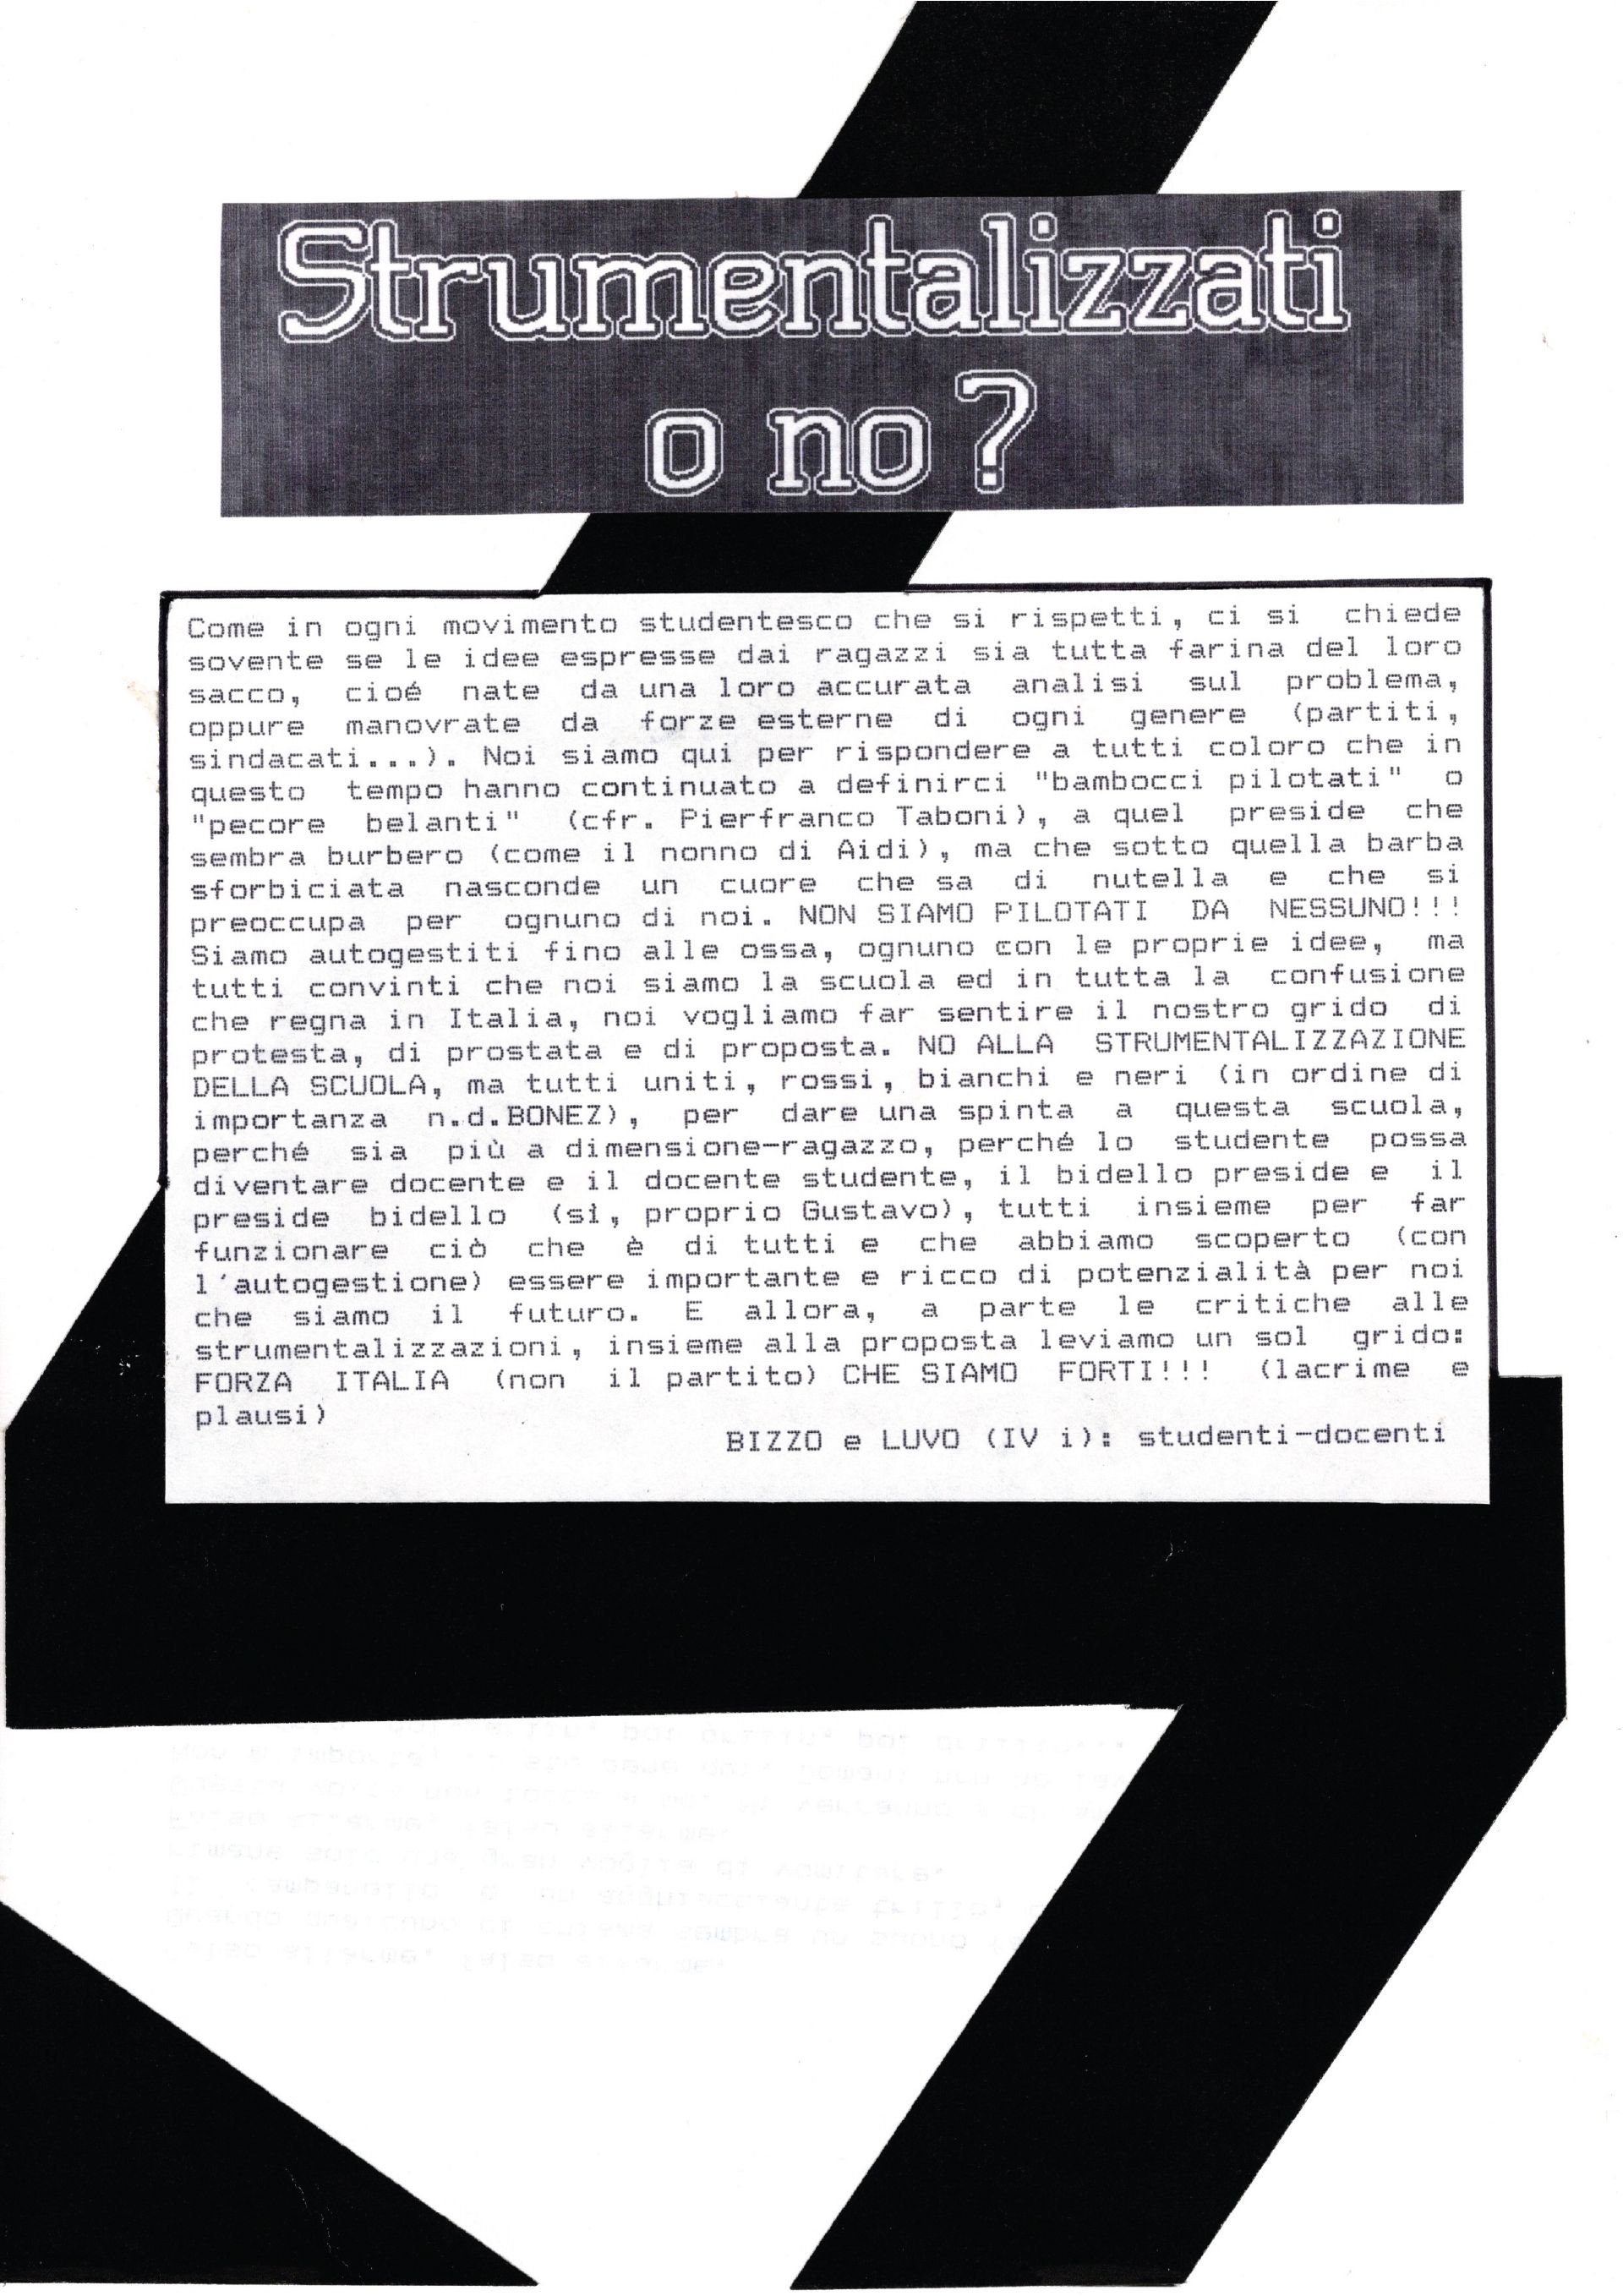 Strumentalizzati
o no?
Come in ogni movimento studentesco che si rispetti, ci si chiede
sovente se le idee espresse dai ragazzi sia tutta farina del loro
sacco, cioé nate da una loro accurata analisi sul problema,
oppure manovrate da forze esterne di ogni genere (partiti,
sindacati...). Noi siamo qui per rispondere a tutti coloro che in
questo tempo hanno continuato a definirci "bambocci pilotati" o
"pecore belanti" (cfr. Pierfranco Taboni), a quel preside che
sembra burbero (come il nonno di Aidi), ma che sotto quella barba
sforbiciata nasconde un cuore che sa di nutella e che si
preoccupa per ognuno di noi. NON SIAMO PILOTATI DA NESSUNO!!!
Siamo autogestiti fino alle ossa, ognuno con le proprie idee, ma
tutti convinti che noi siamo la scuola ed in tutta la confusione
che regna in Italia, noi vogliamo far sentire il nostro grido di
protesta, di prostata e di proposta. NO ALLA STRUMENTALIZZAZIONE
DELLA SCUOLA, ma tutti uniti, rossi, bianchi e neri (in ordine di
importanza n.d.BONEZ), per dare una spinta a questa scuola,
perché sia più a dimensione-ragazzo, perché lo studente possa
diventare docente e il docente studente, il bidello preside e il
preside bidello (sì, proprio Gustavo), tutti insieme per far
funzionare ciò che è di tutti e che abbiamo scoperto (con
l'autogestione) essere importante e ricco di potenzialità per noi
che siamo il futuro. E allora, a parte le critiche alle
strumentalizzazioni, insieme alla proposta leviamo un sol grido:
FORZA ITALIA (non il partito) CHE SIAMO FORTI!!! (lacrime e
plausi)
BIZZO e LUVO (IV i): studenti-docenti